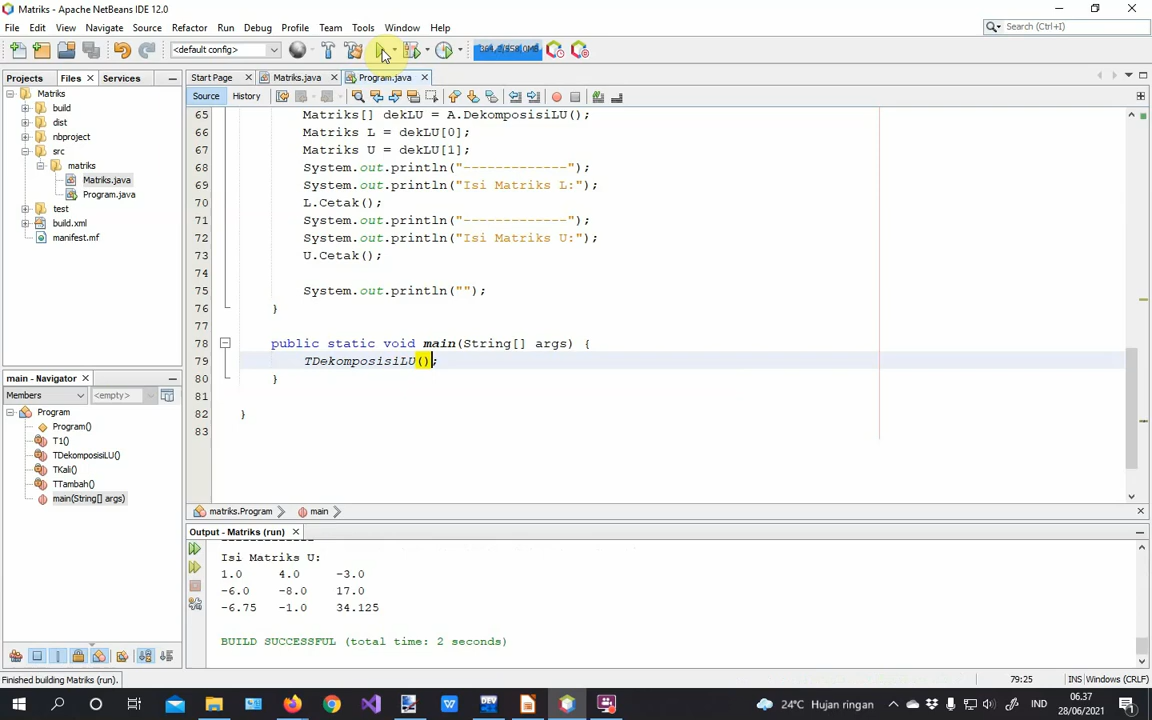 Matriks - Apache NetBeans IDE 12.0
File Edit View Navigate Source Refactor Run Debug Profile Team Tools Window Help
Search (Ctrl+I)
<default config>
Projects Files Services
Start Page Matriks.java Program.java
Source History
Matriks
build
dist
nbproject
src
matriks
Matriks.java
Program.java
test
build.xml
manifest.mf
65 Matriks[] dekLU = A.DekomposisiLU();
66 Matriks L = dekLU[0];
67 Matriks U = dekLU[1];
68 System.out.println("-------------");
69 System.out.println("Isi Matriks L:");
70 L.Cetak();
71 System.out.println("-------------");
72 System.out.println("Isi Matriks U:");
73 U.Cetak();
74
75 System.out.println("");
76 }
77
78 public static void main(String[] args) {
79 TDekomposisiLU();
80 }
81
82 }
83
main - Navigator
Members <empty>
Program
Program()
T1()
TDekomposisiLU()
TKali()
TTambah()
main(String[] args)
matriks.Program main
Output - Matriks (run)
Isi Matriks U:
1.0 4.0 -3.0
-6.0 -8.0 17.0
-6.75 -1.0 34.125
BUILD SUCCESSFUL (total time: 2 seconds)
Finished building Matriks (run).
79:25 INS Windows (CRLF)
24°C Hujan ringan IND 06.37
28/06/2021